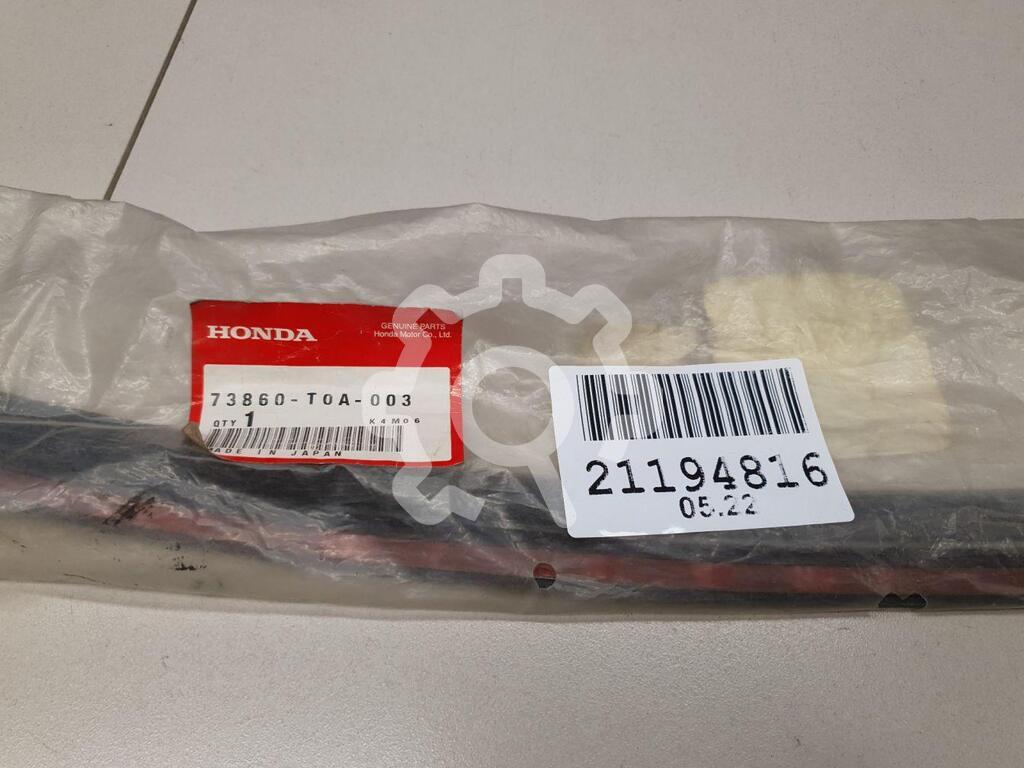 HONDA
GENUINE PARTS
Honda Motor Co., Ltd.
73860-T0A-003
QTY 1 K4M06
MADE IN JAPAN
21194816
05.22